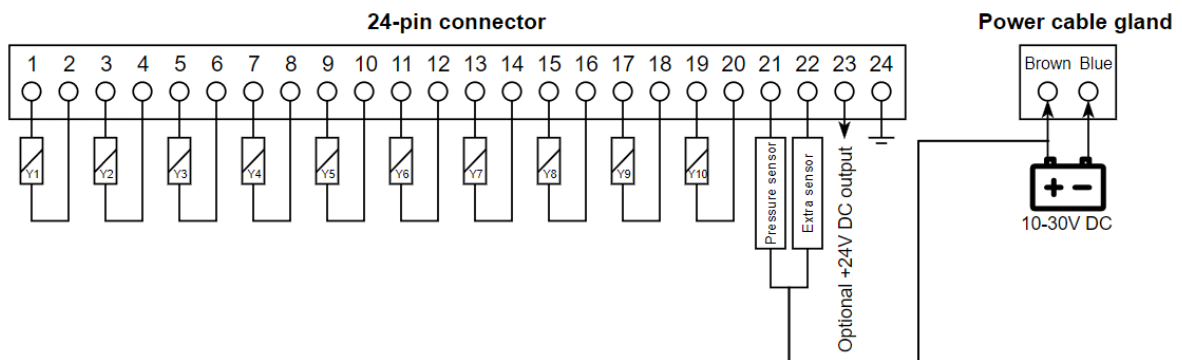 24-pin connector
Power cable gland
1 2 3 4 5 6 7 8 9 10 11 12 13 14 15 16 17 18 19 20 21 22 23 24
Brown Blue
Y1 Y2 Y3 Y4 Y5 Y6 Y7 Y8 Y9 Y10
Pressure sensor
Extra sensor
Optional +24V DC output
+ −
10-30V DC